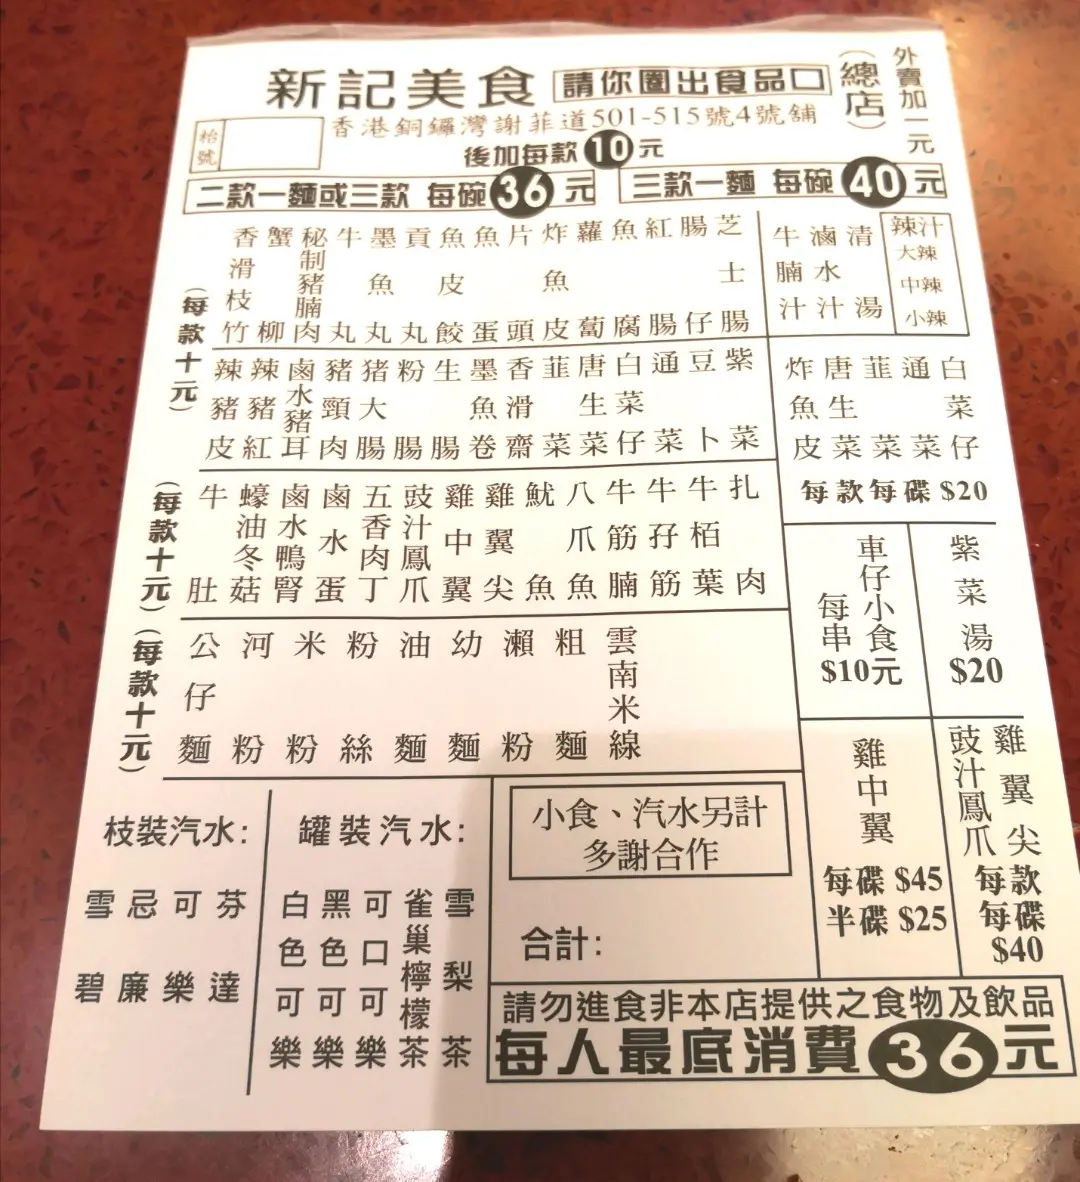 新記美食
請你圈出食品口
(總店)
外賣加一元
枱號
香港銅鑼灣謝菲道501-515號4號舖
後加每款10元
二款一麵或三款 每碗36元
三款一麵 每碗40元
(每款十元)
香滑枝竹
蟹柳
秘制豬腩肉
牛丸
墨魚丸
貢丸
魚皮餃
魚蛋
片頭
炸魚皮
蘿蔔
魚腐
紅腸
腸仔
芝士腸
辣豬皮
辣豬紅
鹵水豬耳
豬頸肉
猪大腸
粉腸
生腸
墨魚卷
香滑齋
韮菜
唐生菜
白菜仔
通菜
豆卜
紫菜
牛腩汁
滷水汁
清湯
辣汁
大辣
中辣
小辣
炸魚皮
唐生菜
韮菜
通菜
白菜仔
每款每碟 $20
(每款十元)
牛肚
蠔油冬菇
鹵水鴨腎
鹵水蛋
五香肉丁
豉汁鳳爪
雞中翼
雞翼尖
魷魚
八爪魚
牛筋腩
牛孖筋
牛栢葉
扎肉
車仔小食
每串
$10元
紫菜湯
$20
(每款十元)
公仔麵
河粉
米粉
粉絲
油麵
幼麵
瀨粉
粗麵
雲南米線
雞中翼
每碟 $45
半碟 $25
豉汁鳳爪
雞翼尖
每款
每碟
$40
枝裝汽水:
雪碧
忌廉
可樂
芬達
罐裝汽水:
白色可樂
黑色可樂
可口可樂
雀巢檸檬茶
雪梨茶
小食、汽水另計
多謝合作
合計:
請勿進食非本店提供之食物及飲品
每人最底消費36元